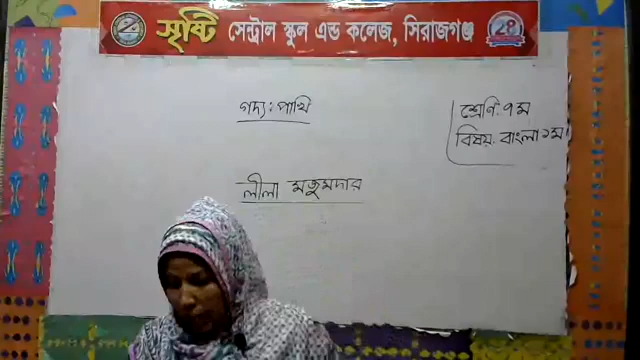 সৃষ্টি সেন্ট্রাল স্কুল এন্ড কলেজ, সিরাজগঞ্জ
গদ্য: পাখি
শ্রেণি: ৭ম
বিষয়: বাংলা ১ম
লীলা মজুমদার